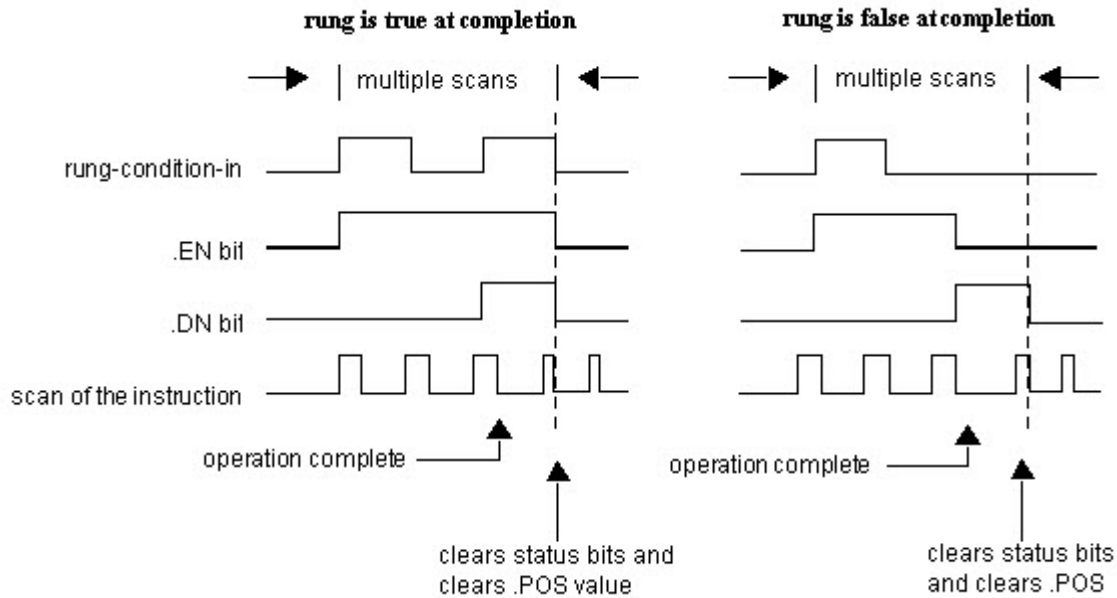 rung is true at completion
rung is false at completion
multiple scans
multiple scans
rung-condition-in
.EN bit
.DN bit
scan of the instruction
operation complete
operation complete
clears status bits and
clears .POS value
clears status bits
and clears .POS